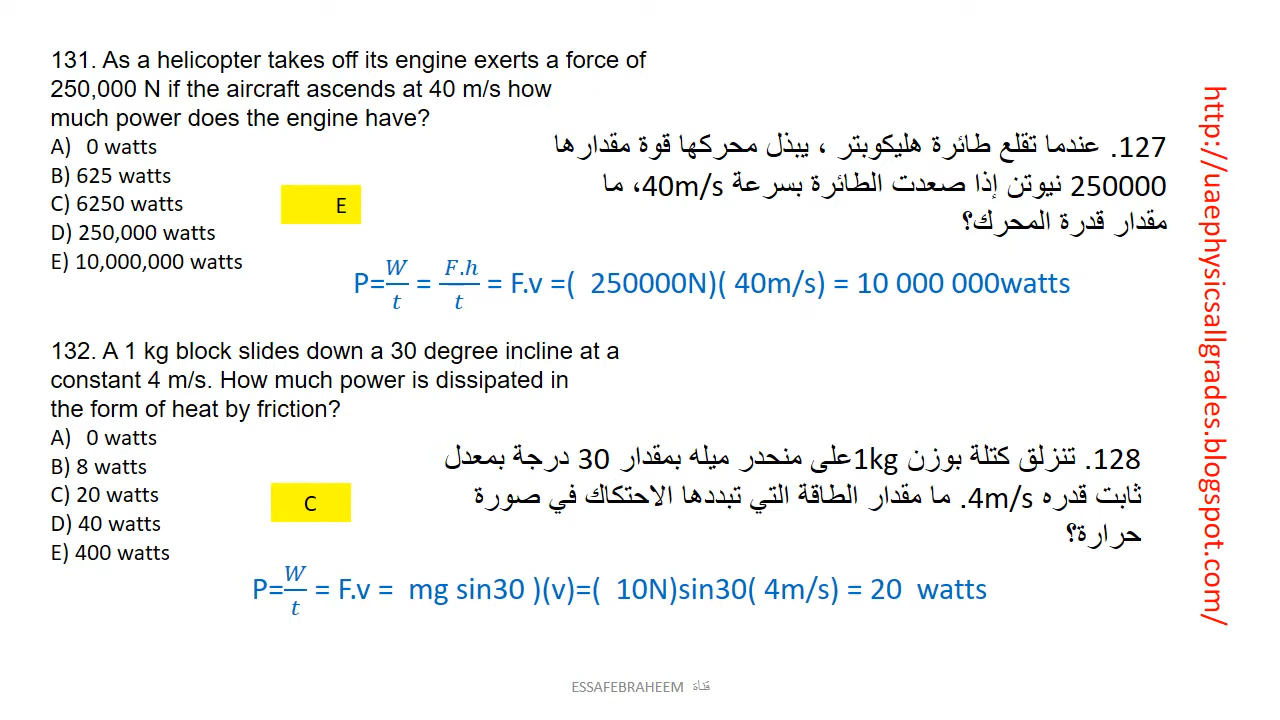 131. As a helicopter takes off its engine exerts a force of
250,000 N if the aircraft ascends at 40 m/s how
much power does the engine have?
A) 0 watts
B) 625 watts
C) 6250 watts
D) 250,000 watts
E) 10,000,000 watts
E
127. عندما تقلع طائرة هليكوبتر ، يبذل محركها قوة مقدارها
250000 نيوتن إذا صعدت الطائرة بسرعة 40m/s، ما
مقدار قدرة المحرك؟
P=W/t = F.h/t = F.v =( 250000N)( 40m/s) = 10 000 000watts
132. A 1 kg block slides down a 30 degree incline at a
constant 4 m/s. How much power is dissipated in
the form of heat by friction?
A) 0 watts
B) 8 watts
C) 20 watts
D) 40 watts
E) 400 watts
C
128. تنزلق كتلة بوزن 1kgعلى منحدر ميله بمقدار 30 درجة بمعدل
ثابت قدره 4m/s. ما مقدار الطاقة التي تبددها الاحتكاك في صورة
حرارة؟
P=W/t = F.v = mg sin30 )(v)=( 10N)sin30( 4m/s) = 20 watts
http://uaephysicsallgrades.blogspot.com/
ESSAFEBRAHEEM قناة